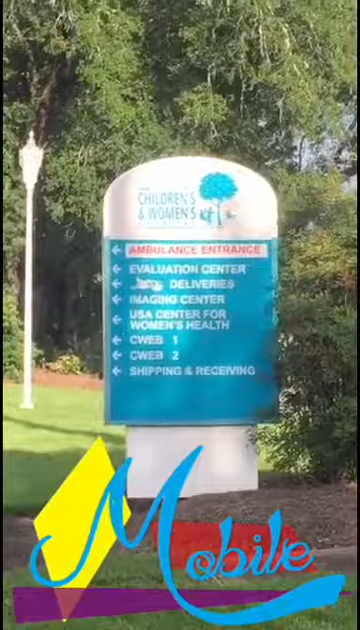 CHILDREN'S
& WOMEN'S
← AMBULANCE ENTRANCE
← EVALUATION CENTER
← DELIVERIES
← IMAGING CENTER
← USA CENTER FOR
WOMEN'S HEALTH
← CWEB 1
← CWEB 2
← SHIPPING & RECEIVING
Mobile